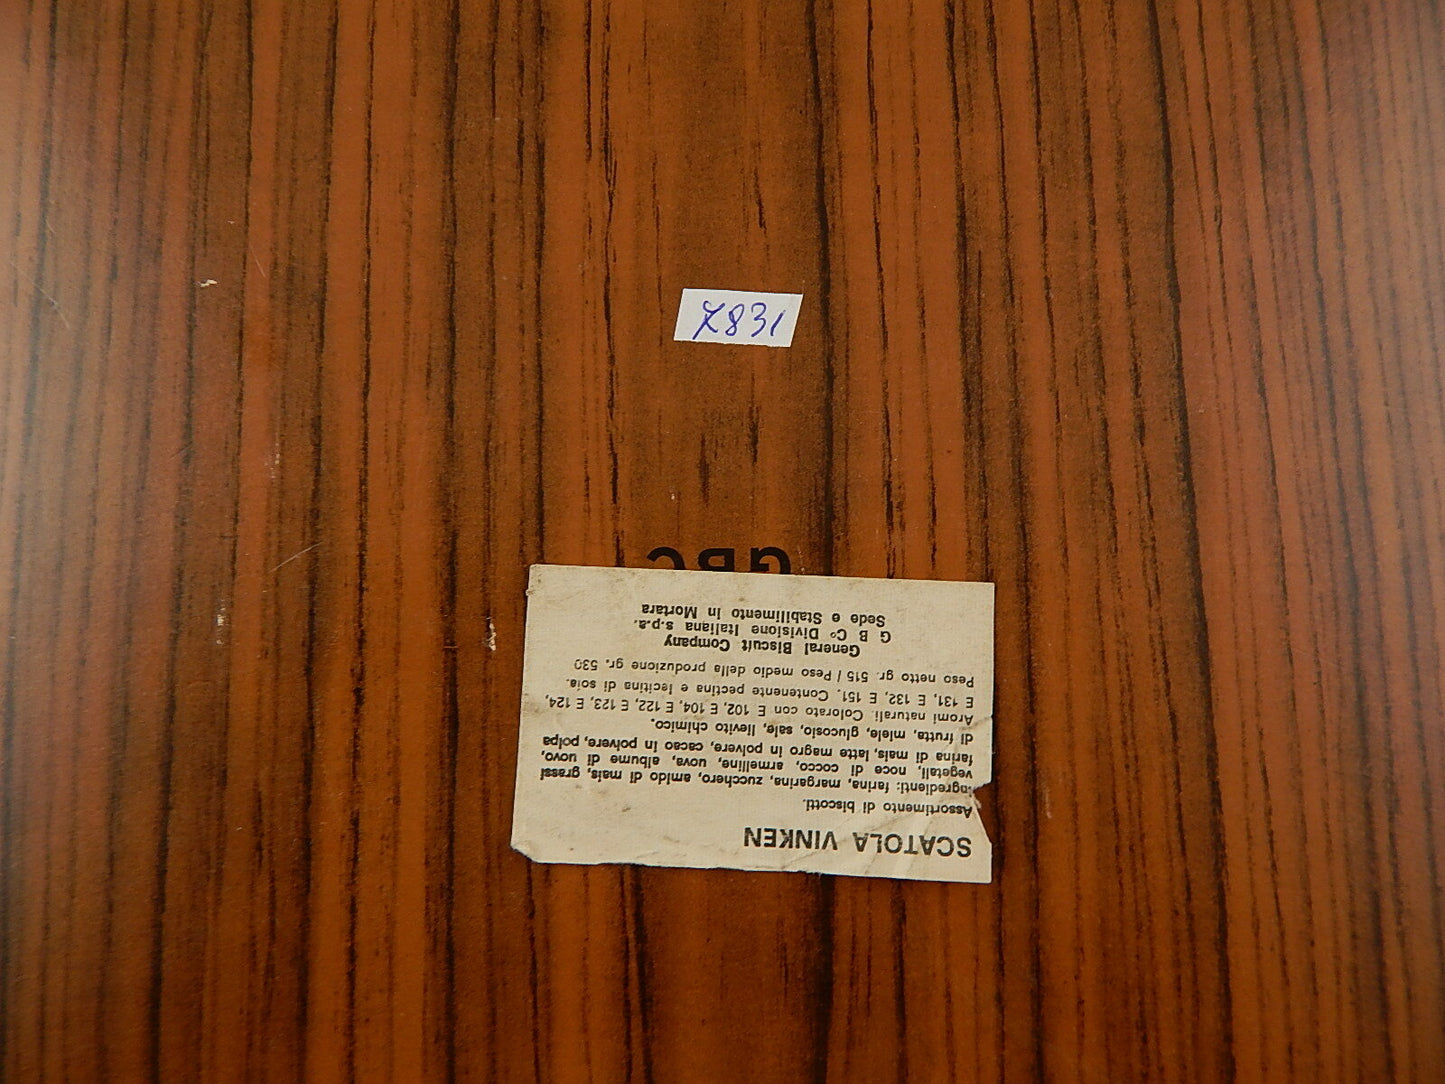 7831
GBC
SCATOLA VINKEN
Assortimento di biscotti.
ingredienti: farina, margarina, zucchero, amido di mais, grassi
vegetali, noce di cocco, armelline, uova, albume di uovo,
farina di mais, latte magro in polvere, cacao in polvere, polpa
di frutta, miele, glucosio, sale, lievito chimico.
Aromi naturali. Colorato con E 102, E 104, E 122, E 123, E 124,
E 131, E 132, E 151. Contenente pectina e lecitina di soia.
Peso netto gr. 515 / Peso medio della produzione gr. 530
General Biscuit Company
G B C° Divisione Italiana s.p.a.
Sede e Stabilimento in Mortara